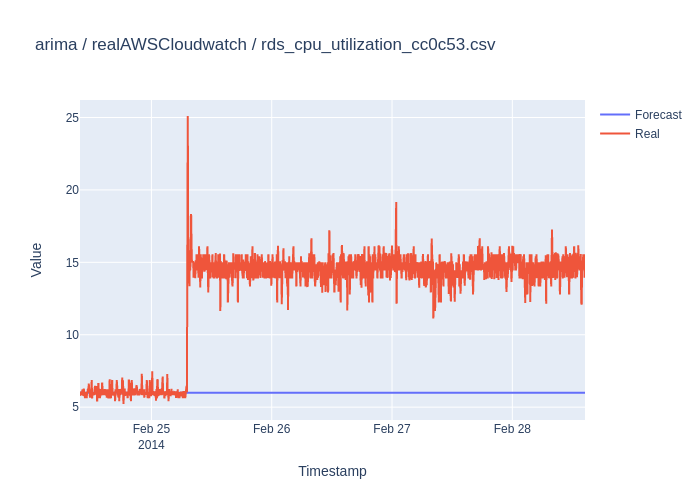 arima / realAWSCloudwatch / rds_cpu_utilization_cc0c53.csv
25
20
15
10
5
Value
Feb 25
2014
Feb 26
Feb 27
Feb 28
Timestamp
Forecast
Real